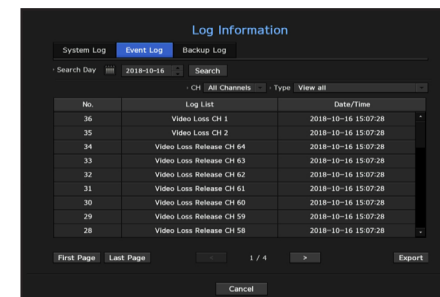 Log Information
System Log Event Log Backup Log
Search Day 2018-10-16 Search
CH All Channels Type View all
No. Log List Date/Time
36 Video Loss CH 1 2018-10-16 15:07:28
35 Video Loss CH 2 2018-10-16 15:07:28
34 Video Loss Release CH 64 2018-10-16 15:07:28
33 Video Loss Release CH 63 2018-10-16 15:07:28
32 Video Loss Release CH 62 2018-10-16 15:07:28
31 Video Loss Release CH 61 2018-10-16 15:07:28
30 Video Loss Release CH 60 2018-10-16 15:07:28
29 Video Loss Release CH 59 2018-10-16 15:07:28
28 Video Loss Release CH 58 2018-10-16 15:07:28
First Page Last Page < 1 / 4 > Export
Cancel